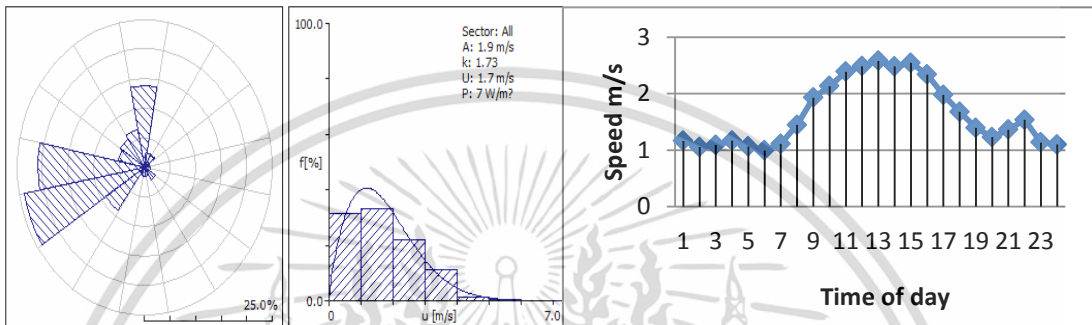 25.0%
100.0
Sector: All
A: 1.9 m/s
k: 1.73
U: 1.7 m/s
P: 7 W/m?
f[%]
0.0
0 u [m/s] 7.0
Speed m/s
3
2
1
0
1 3 5 7 9 11 13 15 17 19 21 23
Time of day